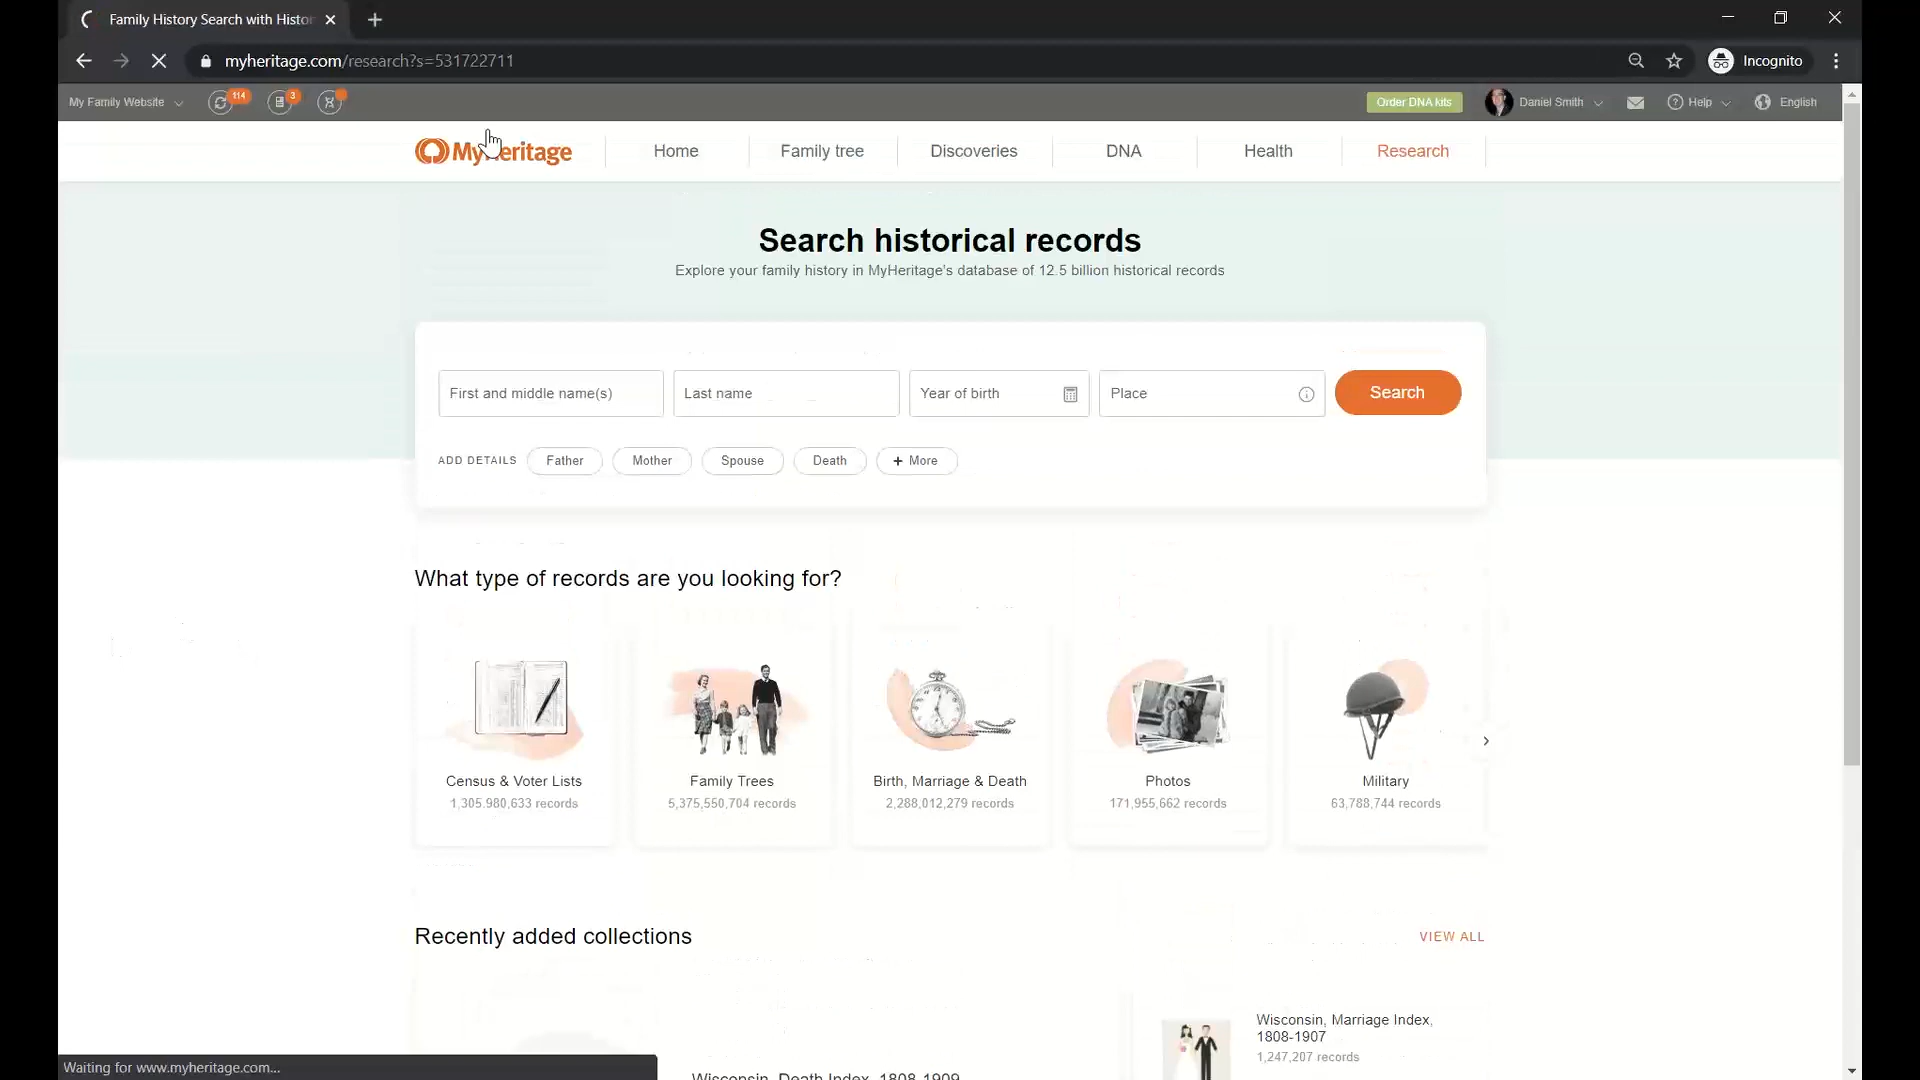 Family History Search with Histo
myheritage.com/research?s=531722711
Incognito
My Family Website
114
3
Order DNA kits
Daniel Smith
Help
English
MyHeritage
Home
Family tree
Discoveries
DNA
Health
Research
Search historical records
Explore your family history in MyHeritage's database of 12.5 billion historical records
First and middle name(s)
Last name
Year of birth
Place
Search
ADD DETAILS
Father
Mother
Spouse
Death
+ More
What type of records are you looking for?
Census & Voter Lists
1,305,980,633 records
Family Trees
5,375,550,704 records
Birth, Marriage & Death
2,288,012,279 records
Photos
171,955,662 records
Military
63,788,744 records
Recently added collections
VIEW ALL
Wisconsin, Marriage Index,
1808-1907
1,247,207 records
Wisconsin, Death Index, 1808-1909
Waiting for www.myheritage.com...